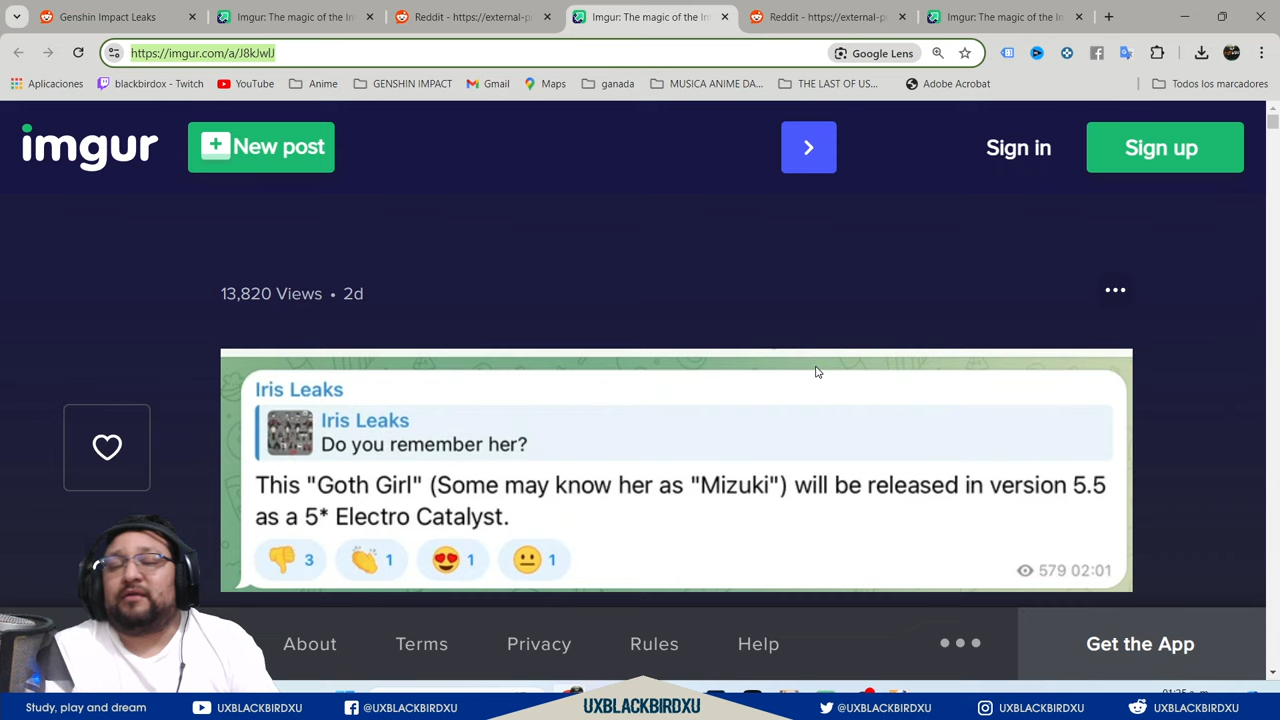 Genshin Impact Leaks
Imgur: The magic of the In
Reddit - https://external-p
Imgur: The magic of the In
Reddit - https://external-p
Imgur: The magic of the In
https://imgur.com/a/J8kJwlJ
Google Lens
Aplicaciones
blackbirdox - Twitch
YouTube
Anime
GENSHIN IMPACT
Gmail
Maps
ganada
MUSICA ANIME DA...
THE LAST OF US...
Adobe Acrobat
Todos los marcadores
imgur
New post
Sign in
Sign up
13,820 Views • 2d
Iris Leaks
Iris Leaks
Do you remember her?
This "Goth Girl" (Some may know her as "Mizuki") will be released in version 5.5
as a 5* Electro Catalyst.
3
1
1
1
579 02:01
About
Terms
Privacy
Rules
Help
Get the App
Study, play and dream
UXBLACKBIRDXU
@UXBLACKBIRDXU
UXBLACKBIRDXU
@UXBLACKBIRDXU
UXBLACKBIRDXU
UXBLACKBIRDXU